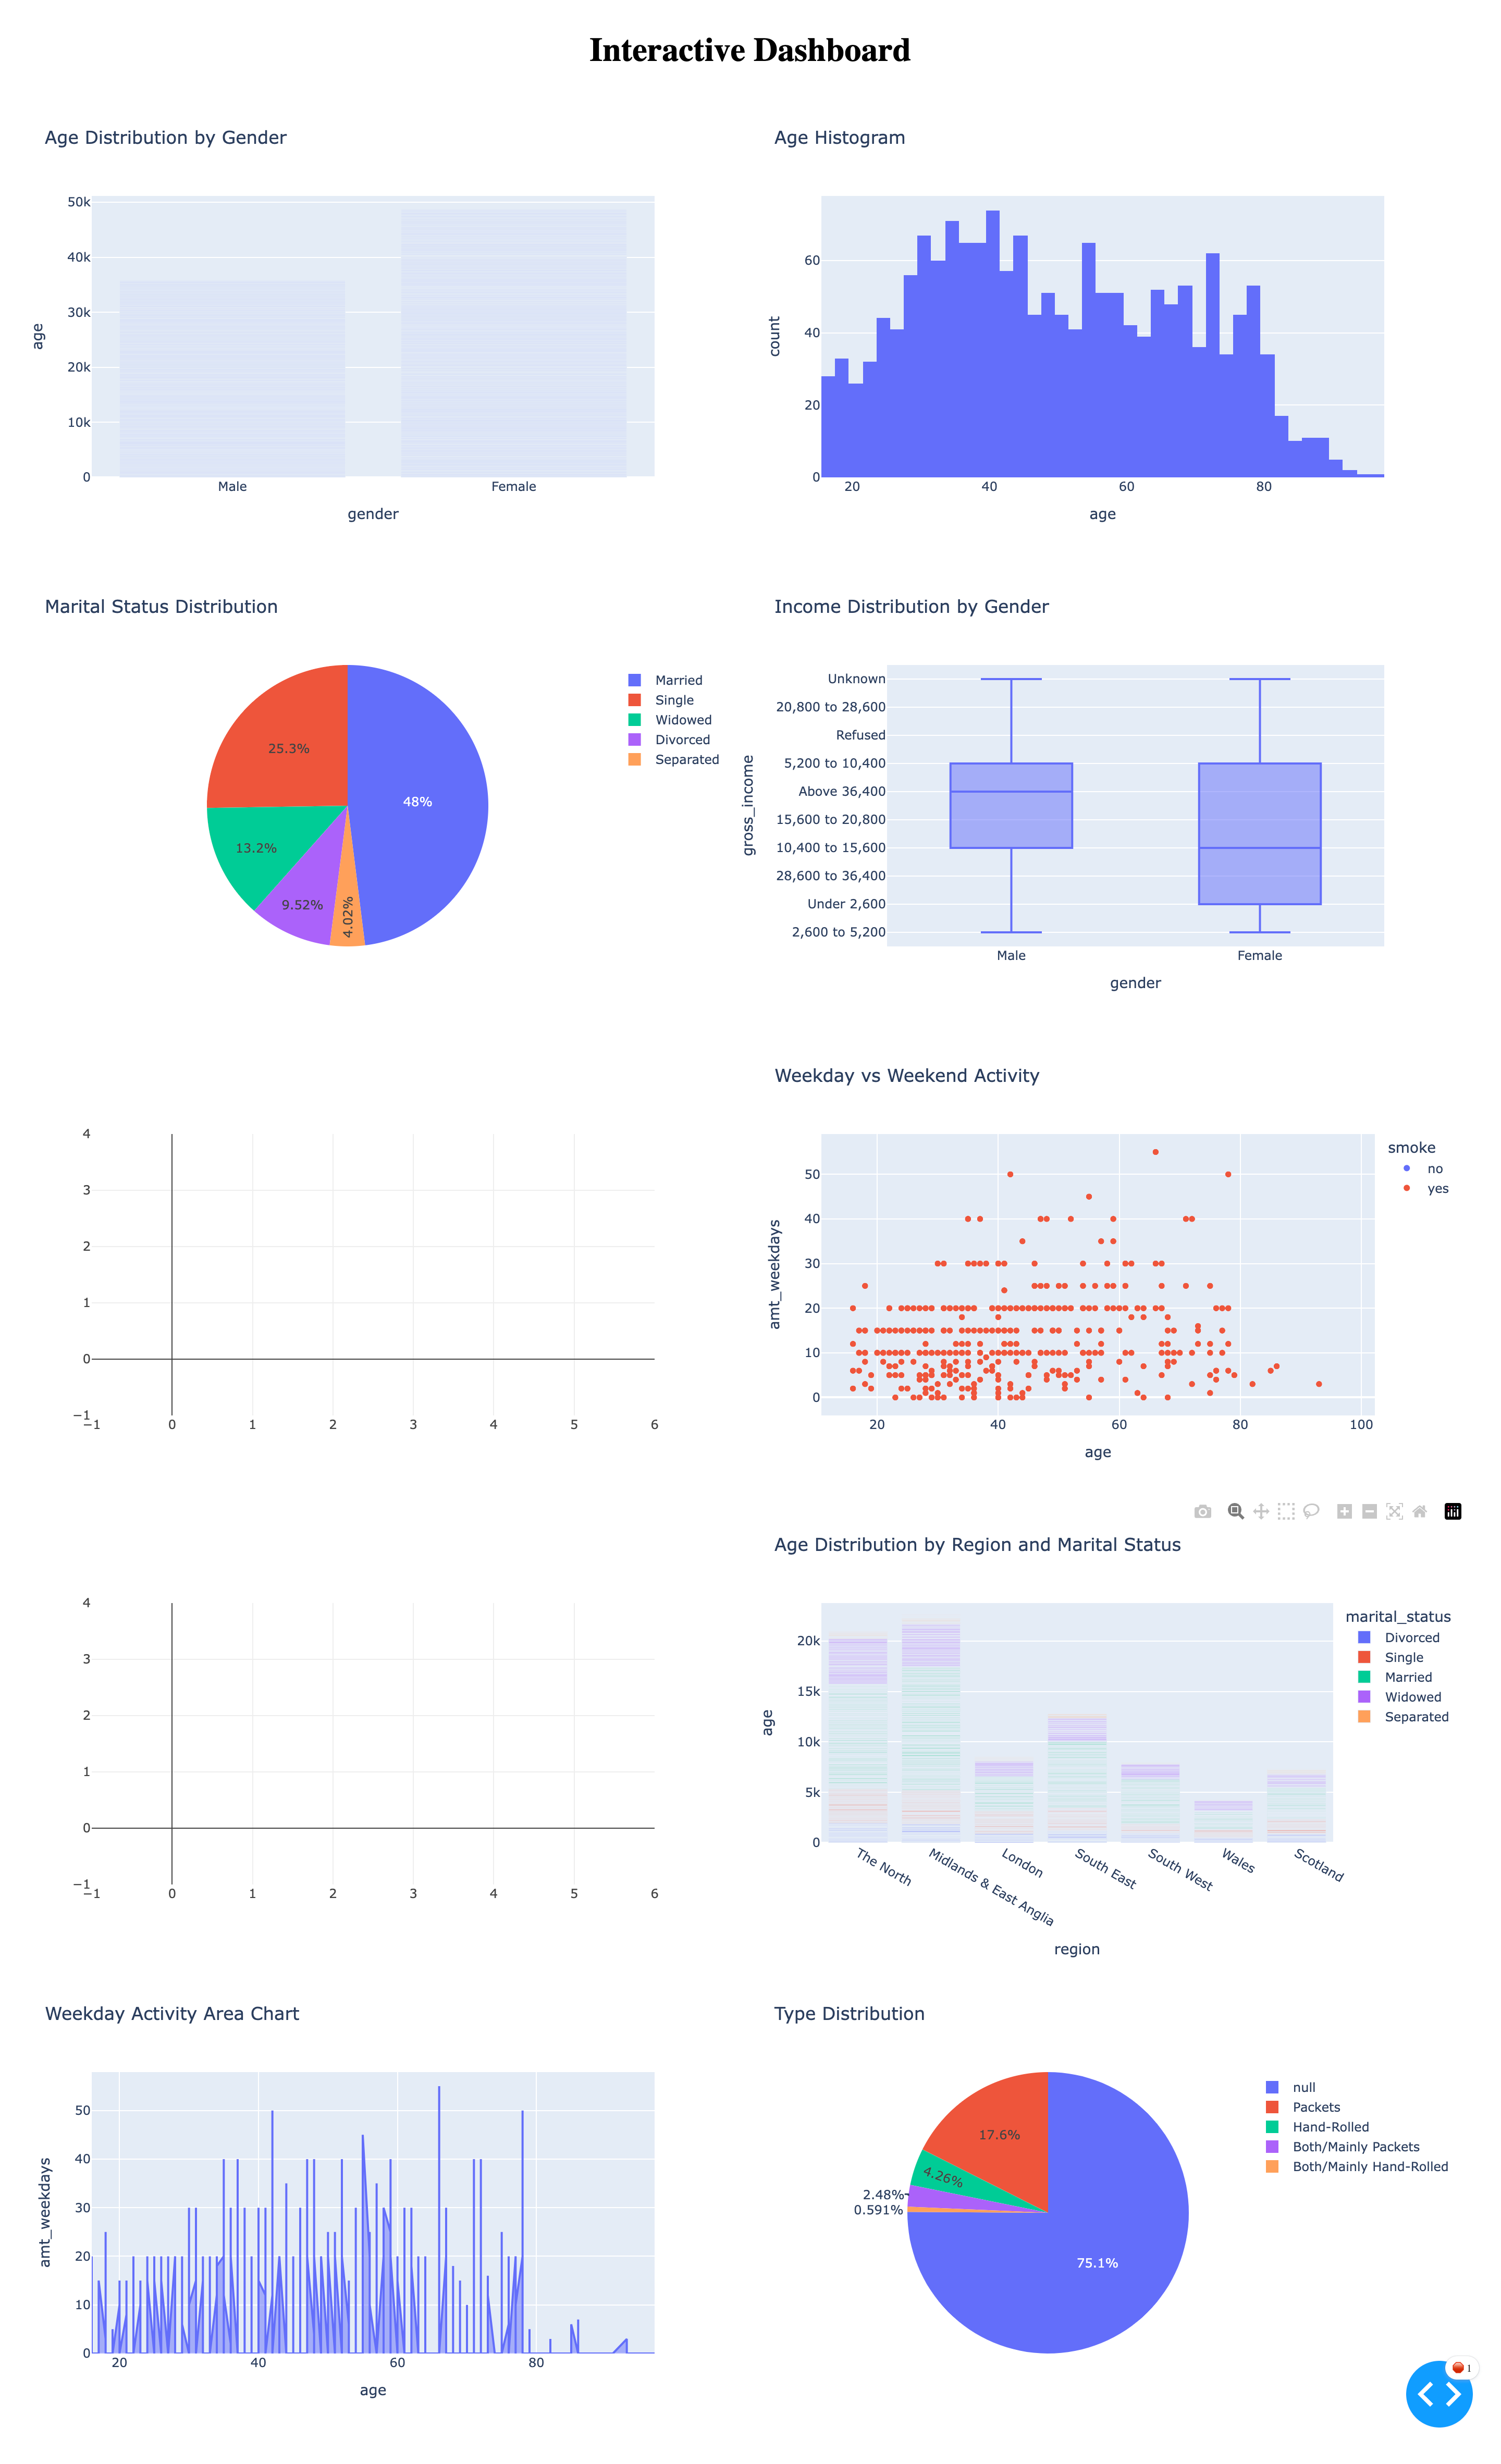 Interactive Dashboard
Age Distribution by Gender
50k
40k
30k
20k
10k
0
age
Male
Female
gender
Age Histogram
60
40
20
0
count
20
40
60
80
age
Marital Status Distribution
48%
25.3%
13.2%
9.52%
4.02%
Married
Single
Widowed
Divorced
Separated
Income Distribution by Gender
Unknown
20,800 to 28,600
Refused
5,200 to 10,400
Above 36,400
15,600 to 20,800
10,400 to 15,600
28,600 to 36,400
Under 2,600
2,600 to 5,200
gross_income
Male
Female
gender
4
3
2
1
0
−1
−1
0
1
2
3
4
5
6
Weekday vs Weekend Activity
50
40
30
20
10
0
amt_weekdays
20
40
60
80
100
age
smoke
no
yes
4
3
2
1
0
−1
−1
0
1
2
3
4
5
6
Age Distribution by Region and Marital Status
20k
15k
10k
5k
0
age
The North
Midlands & East Anglia
London
South East
South West
Wales
Scotland
region
marital_status
Divorced
Single
Married
Widowed
Separated
Weekday Activity Area Chart
50
40
30
20
10
0
amt_weekdays
20
40
60
80
age
Type Distribution
75.1%
17.6%
4.26%
2.48%
0.591%
null
Packets
Hand-Rolled
Both/Mainly Packets
Both/Mainly Hand-Rolled
1